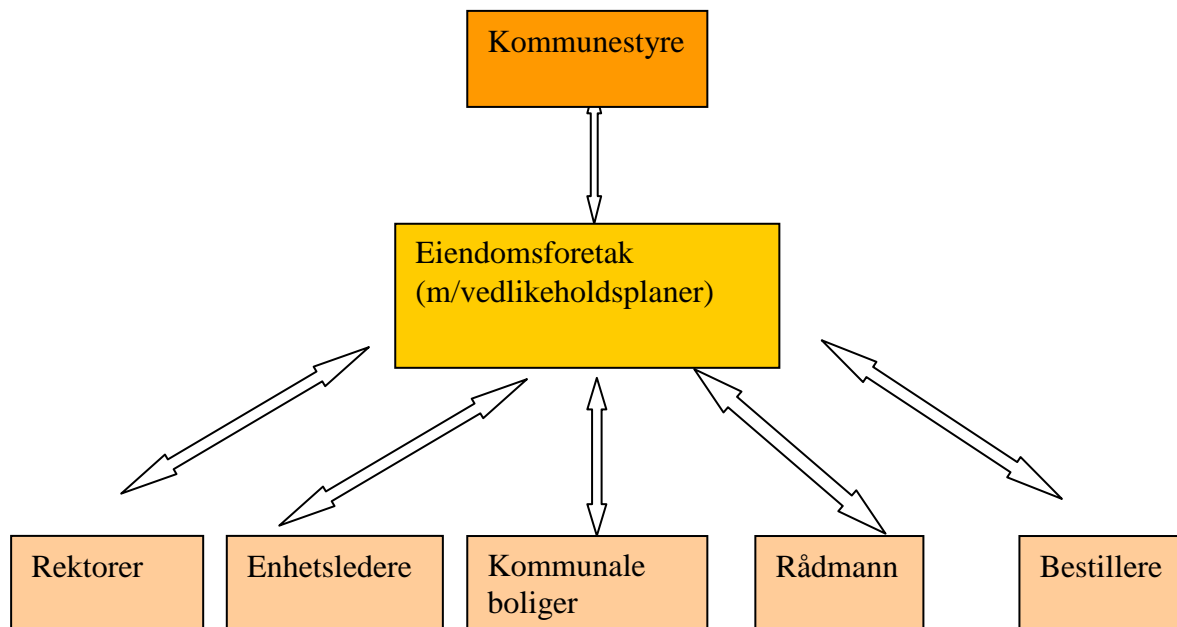 Kommunestyre
Eiendomsforetak
(m/vedlikeholdsplaner)
Rektorer
Enhetsledere
Kommunale
boliger
Rådmann
Bestillere